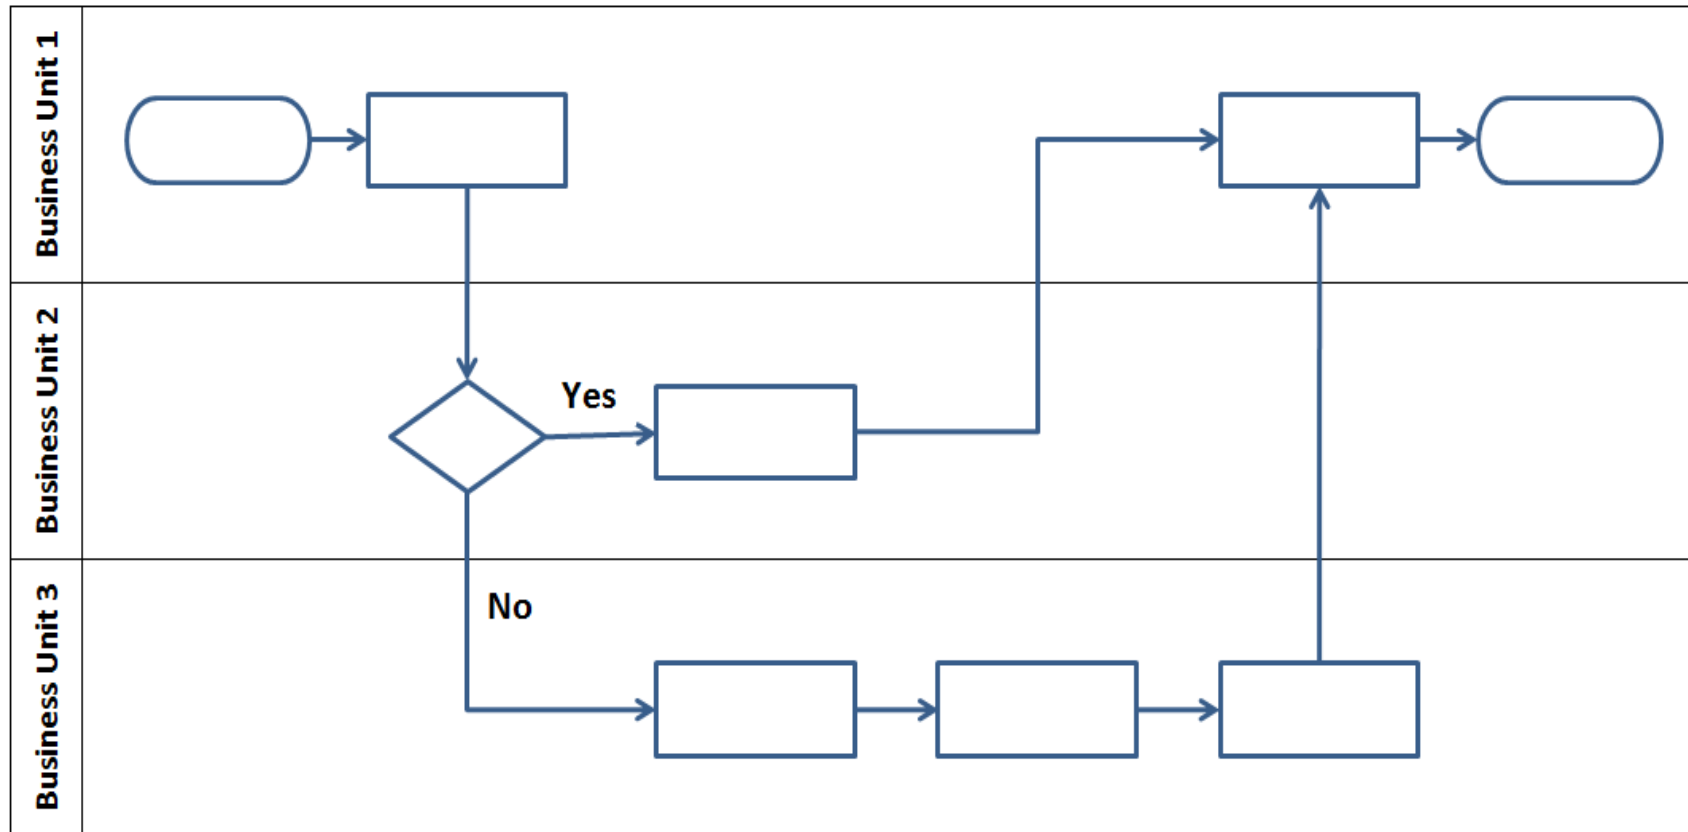 Business Unit 1
Business Unit 2
Yes
No
Business Unit 3